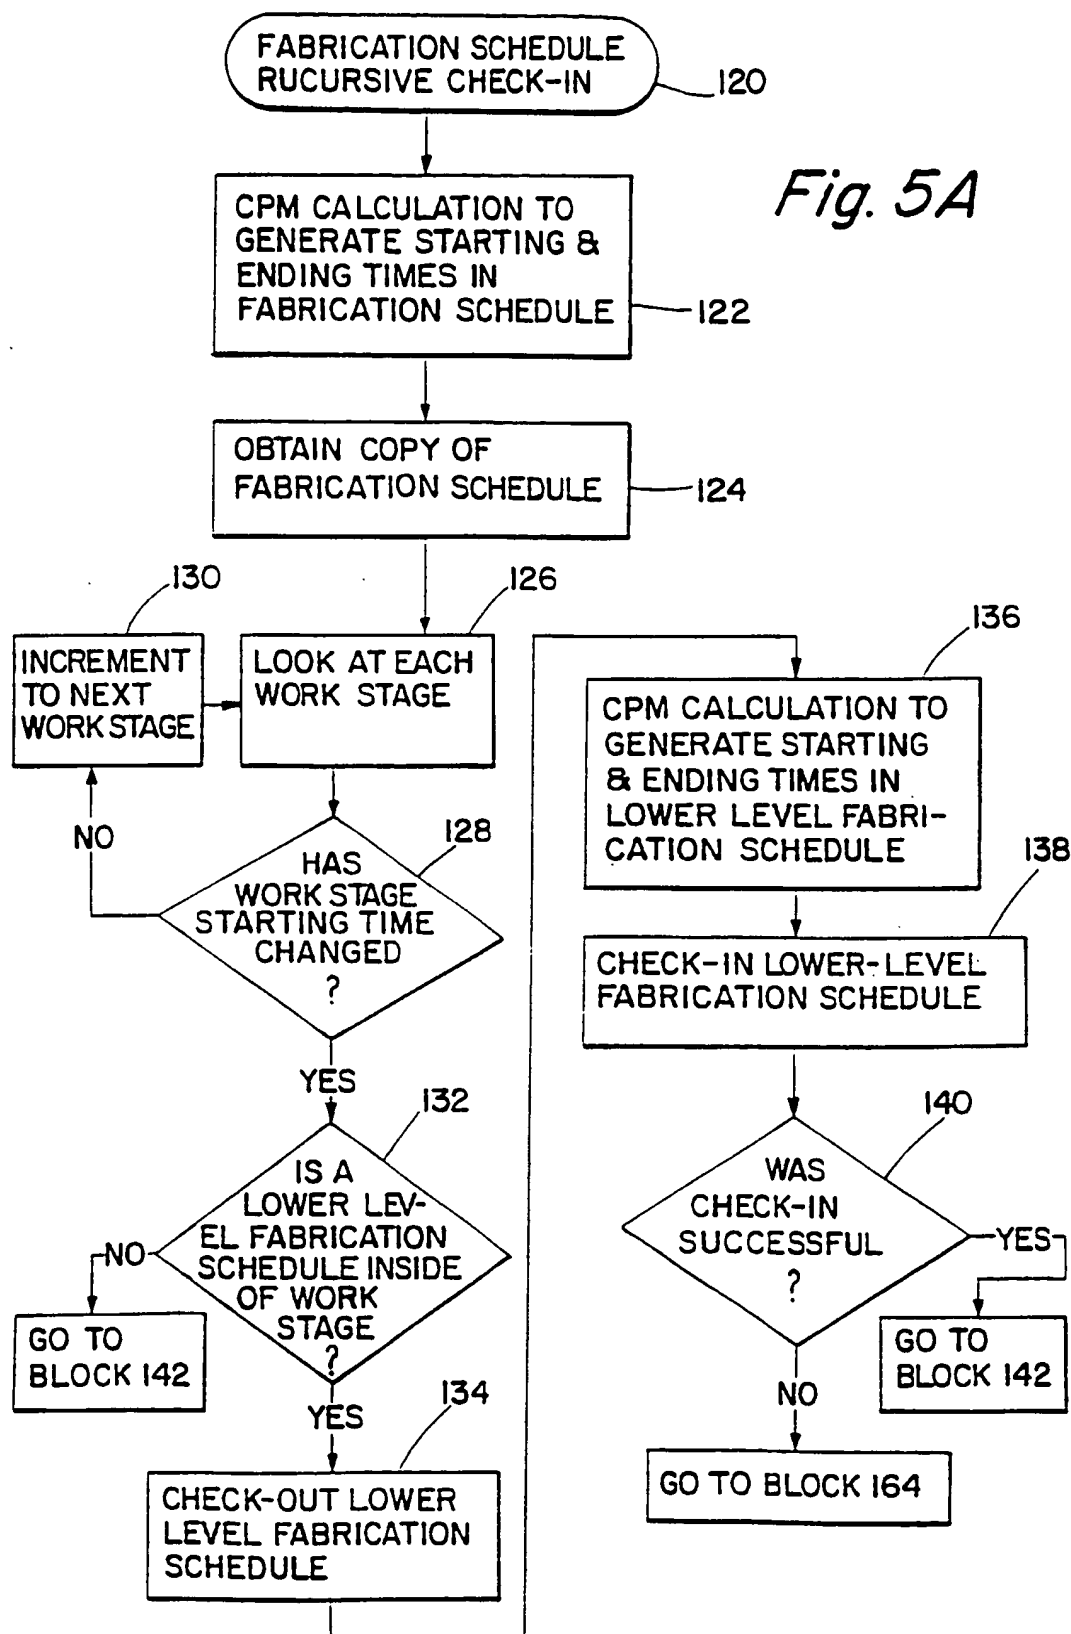 FABRICATION SCHEDULE
RUCURSIVE CHECK-IN
120
Fig. 5A
CPM CALCULATION TO
GENERATE STARTING &
ENDING TIMES IN
FABRICATION SCHEDULE
122
OBTAIN COPY OF
FABRICATION SCHEDULE
124
130
126
INCREMENT
TO NEXT
WORK STAGE
LOOK AT EACH
WORK STAGE
NO
128
HAS
WORK STAGE
STARTING TIME
CHANGED
?
YES
132
IS A
LOWER LEV-
EL FABRICATION
SCHEDULE INSIDE
OF WORK
STAGE
?
NO
GO TO
BLOCK 142
YES
134
CHECK-OUT LOWER
LEVEL FABRICATION
SCHEDULE
136
CPM CALCULATION TO
GENERATE STARTING
& ENDING TIMES IN
LOWER LEVEL FABRI-
CATION SCHEDULE
138
CHECK-IN LOWER-LEVEL
FABRICATION SCHEDULE
140
WAS
CHECK-IN
SUCCESSFUL
?
YES
GO TO
BLOCK 142
NO
GO TO BLOCK 164